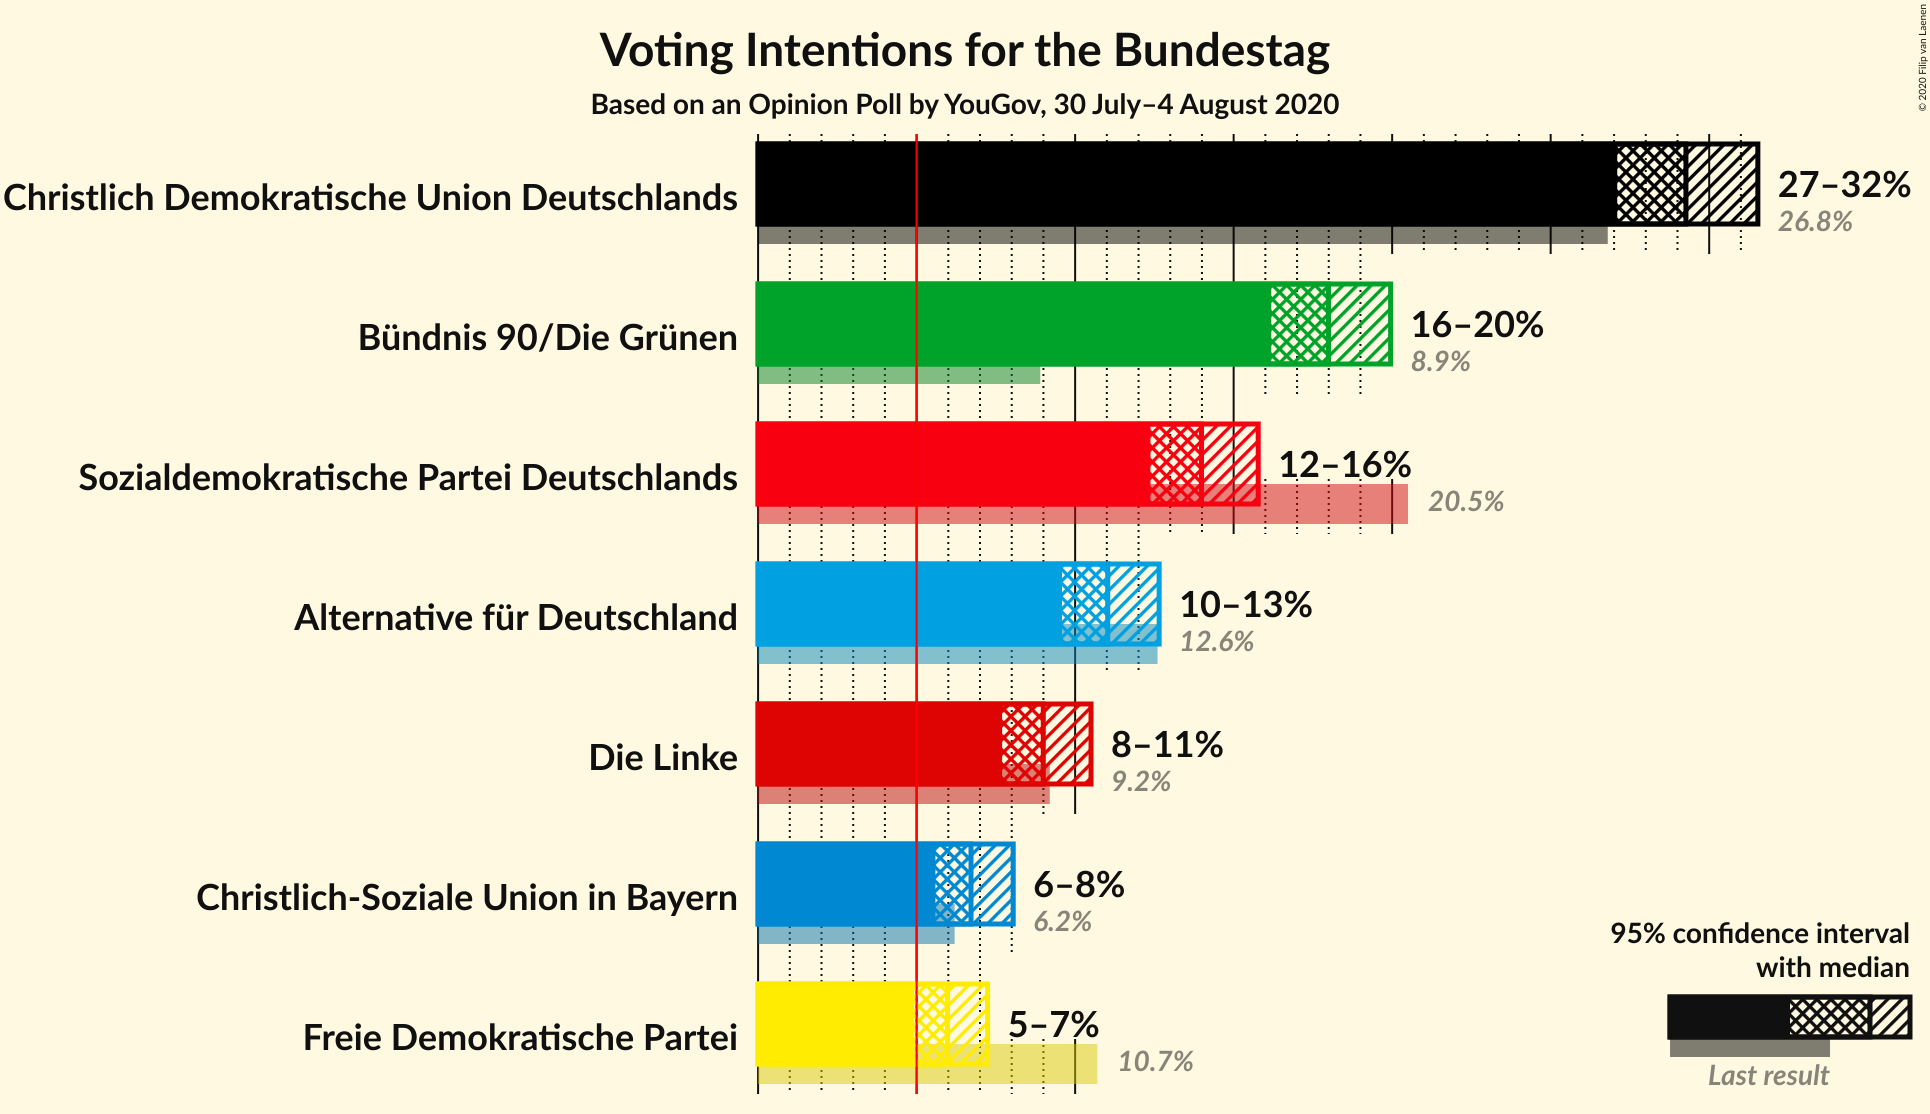 Voting Intentions for the Bundestag
Based on an Opinion Poll by YouGov, 30 July–4 August 2020
© 2020 Filip van Laenen
Christlich Demokratische Union Deutschlands
27–32%
26.8%
Bündnis 90/Die Grünen
16–20%
8.9%
Sozialdemokratische Partei Deutschlands
12–16%
20.5%
Alternative für Deutschland
10–13%
12.6%
Die Linke
8–11%
9.2%
Christlich-Soziale Union in Bayern
6–8%
6.2%
Freie Demokratische Partei
5–7%
10.7%
95% confidence interval
with median
Last result